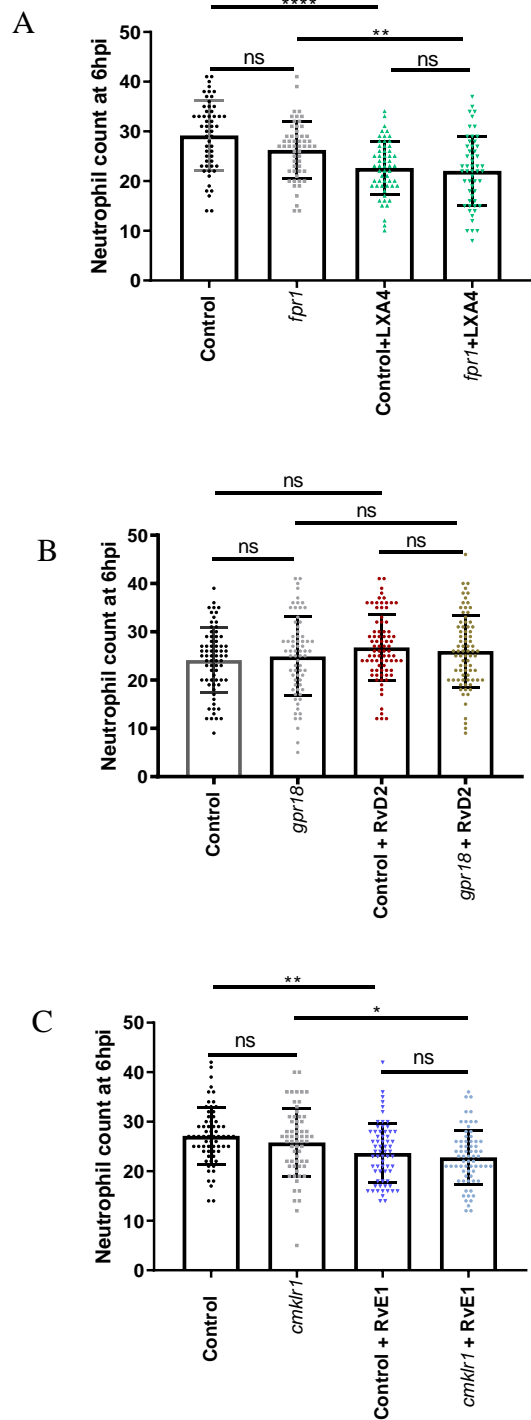 A
****
**
ns
ns
Neutrophil count at 6hpi
50
40
30
20
10
0
Control
fpr1
Control+LXA4
fpr1+LXA4
B
ns
ns
ns
ns
Neutrophil count at 6hpi
50
40
30
20
10
0
Control
gpr18
Control + RvD2
gpr18 + RvD2
C
**
*
ns
ns
Neutrophil count at 6hpi
50
40
30
20
10
0
Control
cmklr1
Control + RvE1
cmklr1 + RvE1